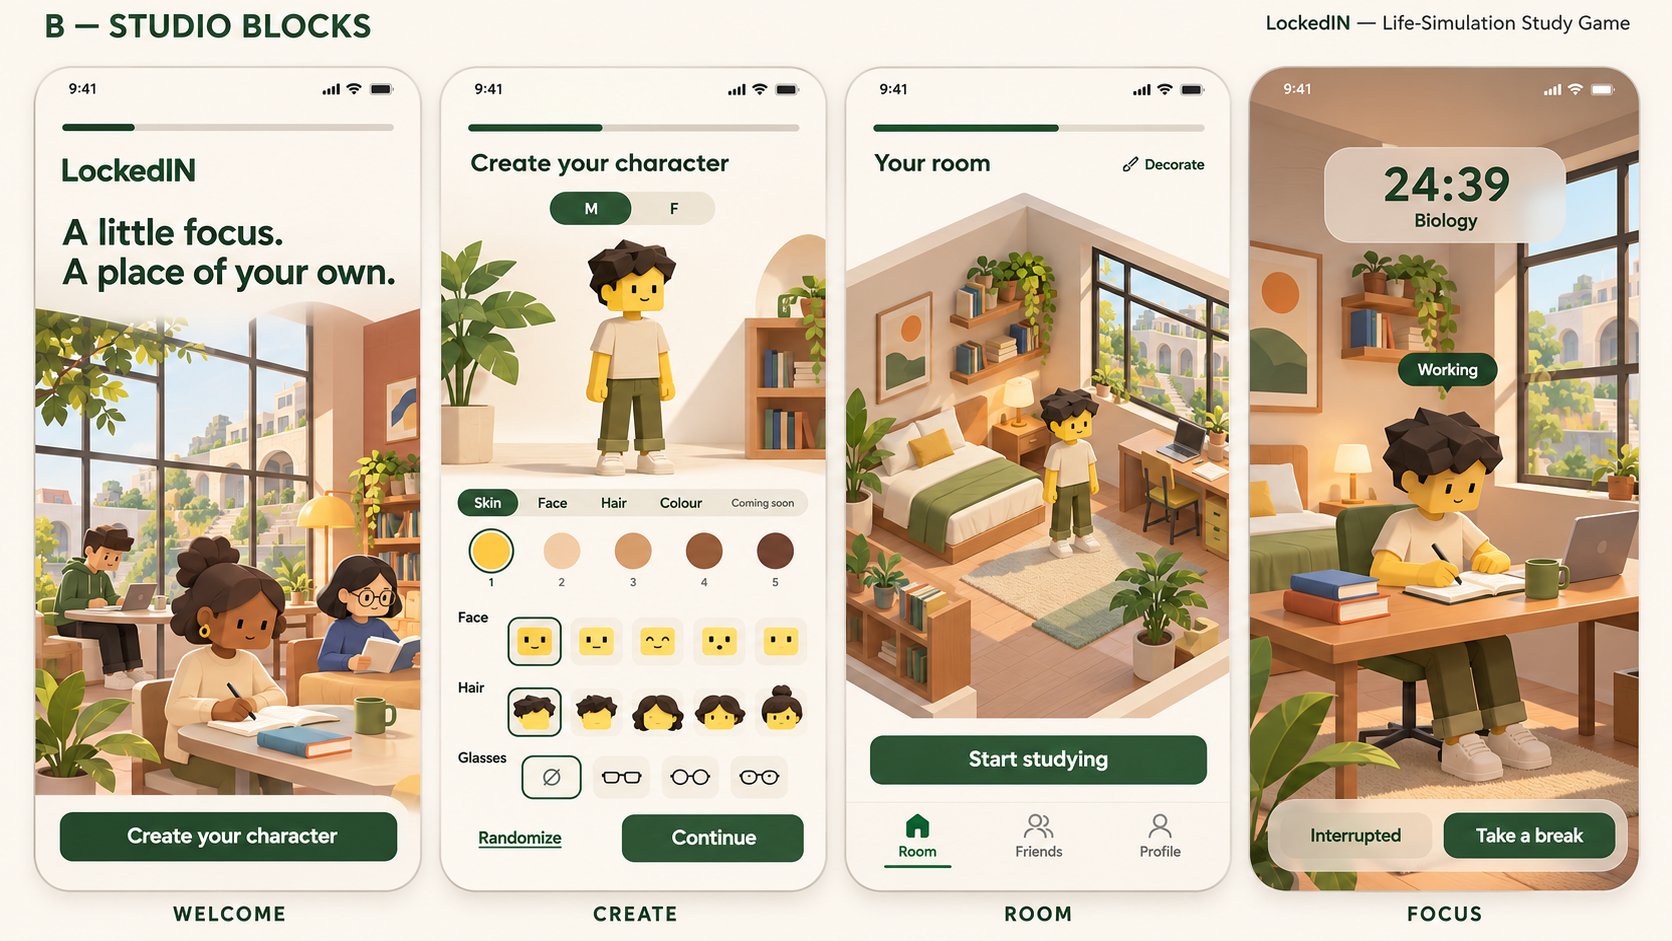 B — STUDIO BLOCKS
LockedIN — Life-Simulation Study Game
9:41
LockedIN
A little focus.
A place of your own.
Create your character
WELCOME
9:41
Create your character
M F
Skin Face Hair Colour Coming soon
1 2 3 4 5
Face
Hair
Glasses
Randomize Continue
CREATE
9:41
Your room Decorate
Start studying
Room Friends Profile
ROOM
9:41
24:39
Biology
Working
Interrupted Take a break
FOCUS